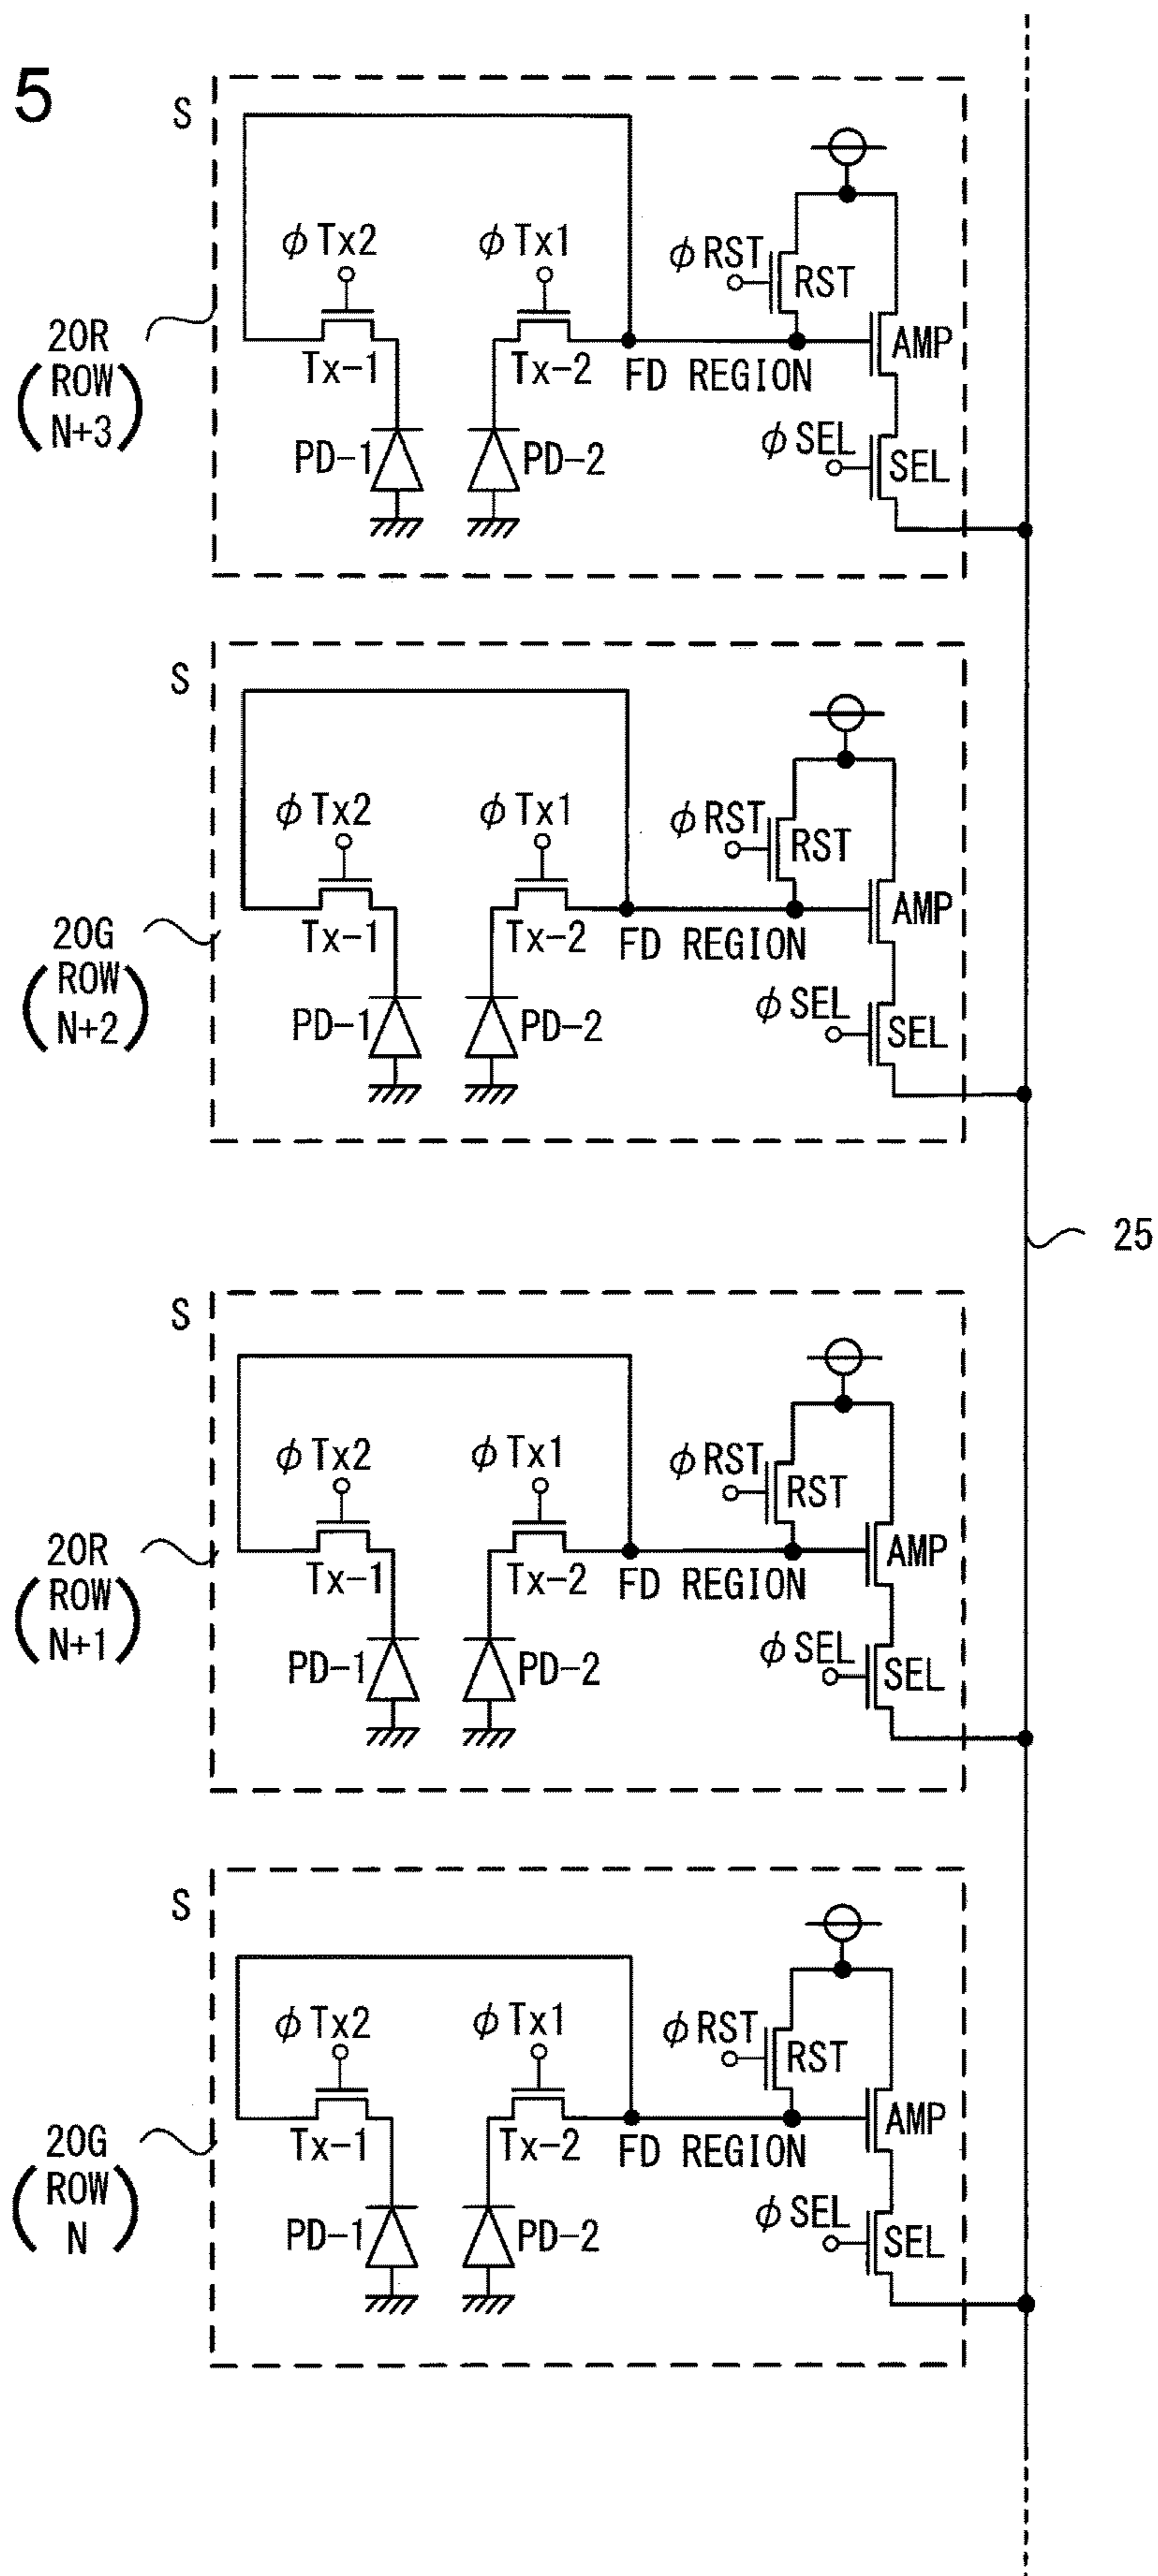 5
S
φTx2
φTx1
φRST
RST
20R
(ROW N+3)
Tx-1
Tx-2
FD REGION
AMP
PD-1
PD-2
φSEL
SEL
S
φTx2
φTx1
φRST
RST
20G
(ROW N+2)
Tx-1
Tx-2
FD REGION
AMP
PD-1
PD-2
φSEL
SEL
25
S
φTx2
φTx1
φRST
RST
20R
(ROW N+1)
Tx-1
Tx-2
FD REGION
AMP
PD-1
PD-2
φSEL
SEL
S
φTx2
φTx1
φRST
RST
20G
(ROW N)
Tx-1
Tx-2
FD REGION
AMP
PD-1
PD-2
φSEL
SEL